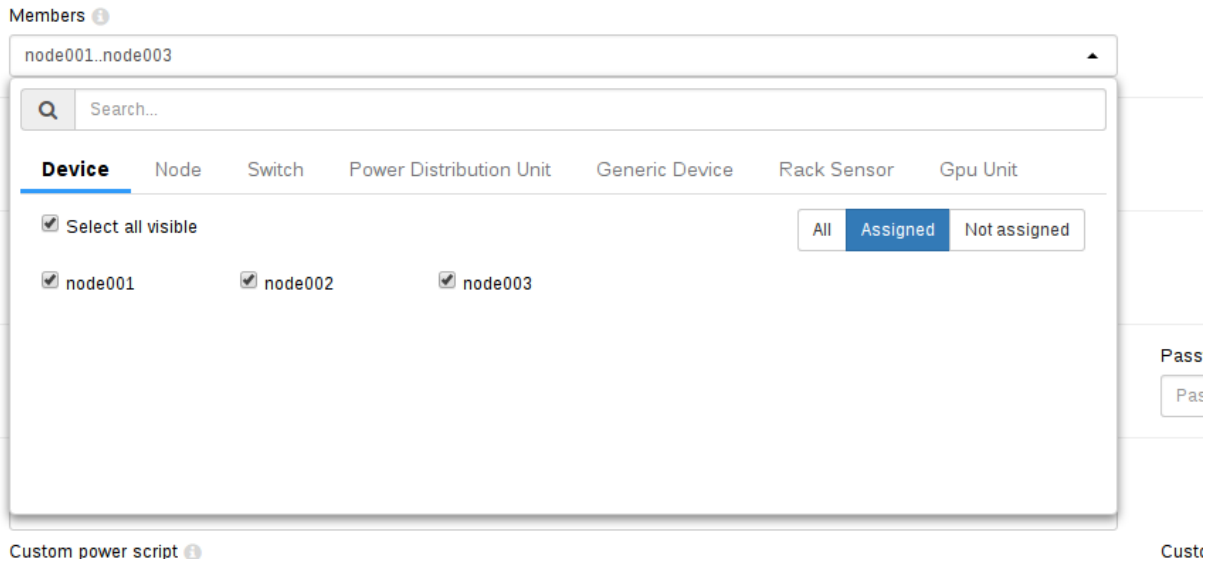 Members
node001..node003
Search...
Device Node Switch Power Distribution Unit Generic Device Rack Sensor Gpu Unit
Select all visible All Assigned Not assigned
node001 node002 node003
Pass
Pas
Custom power script Custo